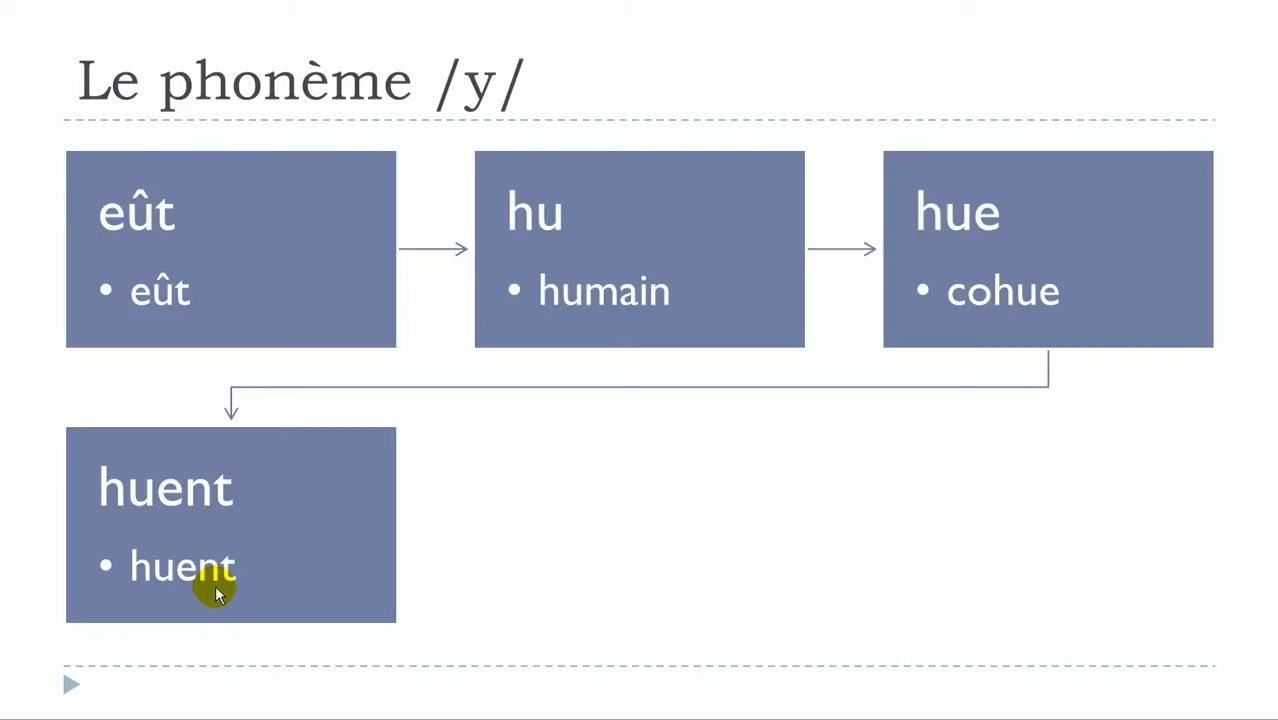 Le phonème /y/
eût
• eût
hu
• humain
hue
• cohue
huent
• huent